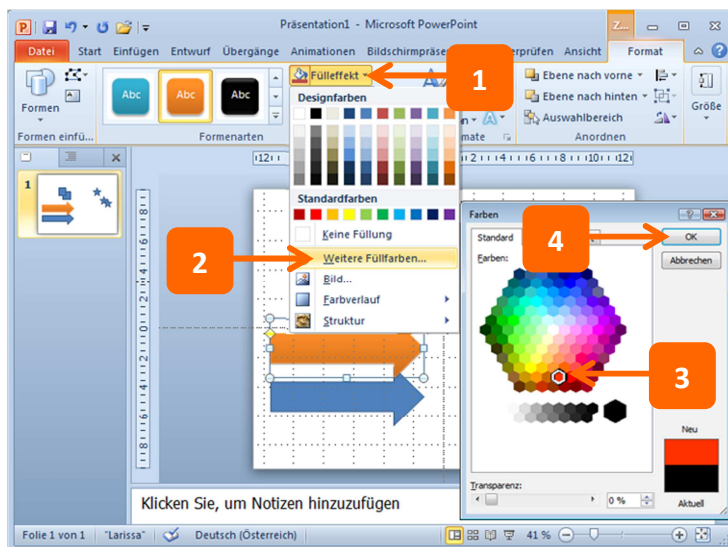 Präsentation1 - Microsoft PowerPoint
Z...
Datei Start Einfügen Entwurf Übergänge Animationen Bildschirmpräse erprüfen Ansicht Format
Formen
Abc Abc Abc
Fülleffekt
1
Ebene nach vorne
Ebene nach hinten
Auswahlbereich
Größe
Formen einfü... Formenarten mate Anordnen
Designfarben
Standardfarben
Keine Füllung
2
Weitere Füllfarben...
Bild...
Farbverlauf
Struktur
1
Farben
Standard
4
OK
Abbrechen
Farben:
3
Neu
Aktuell
Transparenz:
0 %
Klicken Sie, um Notizen hinzuzufügen
Folie 1 von 1 "Larissa" Deutsch (Österreich) 41 %